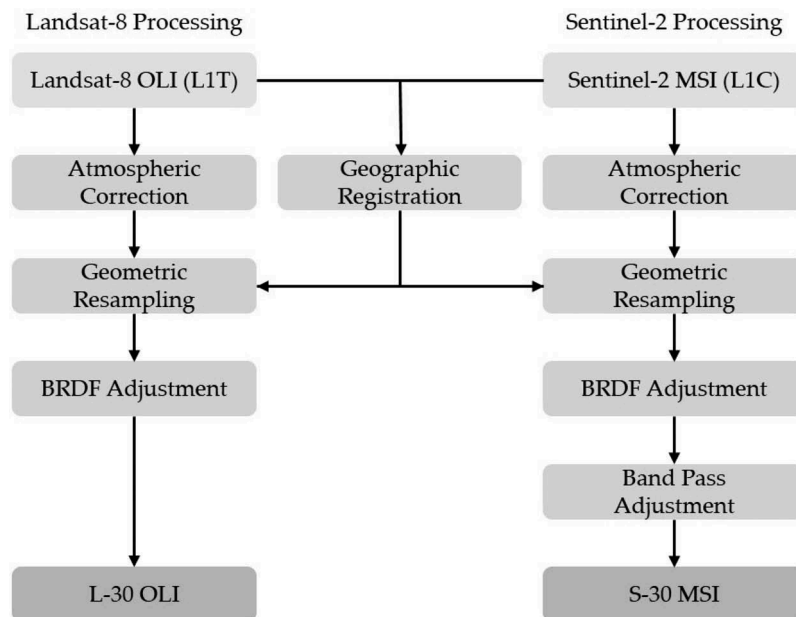 Landsat-8 Processing
Sentinel-2 Processing
Landsat-8 OLI (L1T)
Sentinel-2 MSI (L1C)
Atmospheric
Correction
Geographic
Registration
Atmospheric
Correction
Geometric
Resampling
Geometric
Resampling
BRDF Adjustment
BRDF Adjustment
Band Pass
Adjustment
L-30 OLI
S-30 MSI